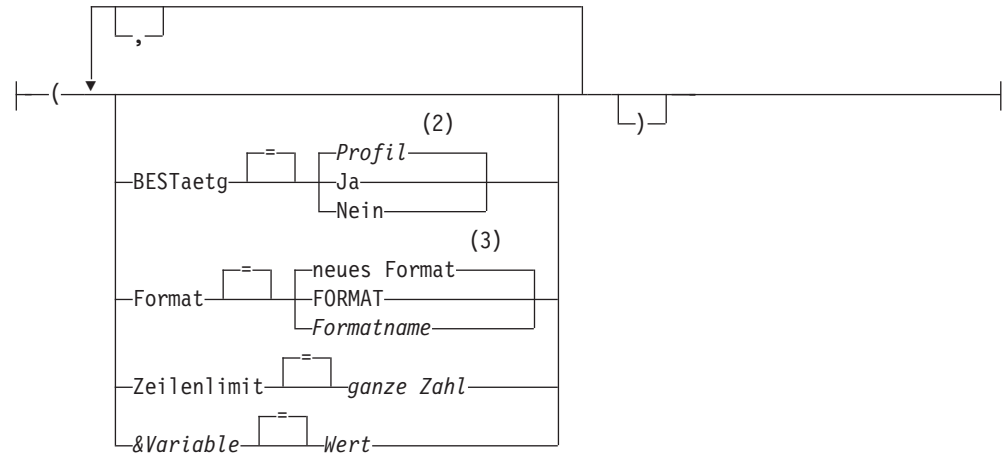 ,
( )
(2)
= Profil
BESTaetg Ja
Nein
(3)
= neues Format
Format FORMAT
Formatname
=
Zeilenlimit ganze Zahl
=
&Variable Wert